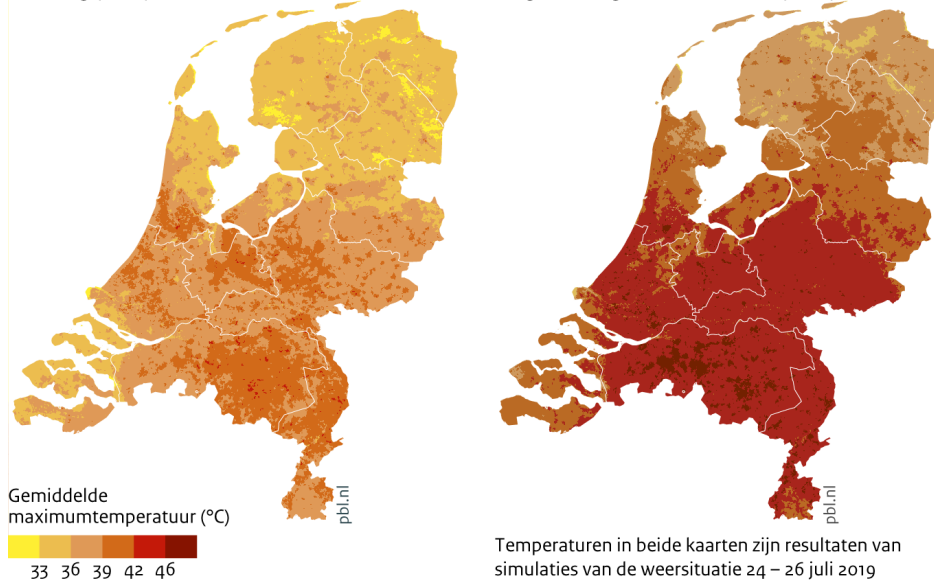 Gemiddelde
maximumtemperatuur (°C)
33 36 39 42 46
pbl.nl
pbl.nl
Temperaturen in beide kaarten zijn resultaten van
simulaties van de weersituatie 24 – 26 juli 2019